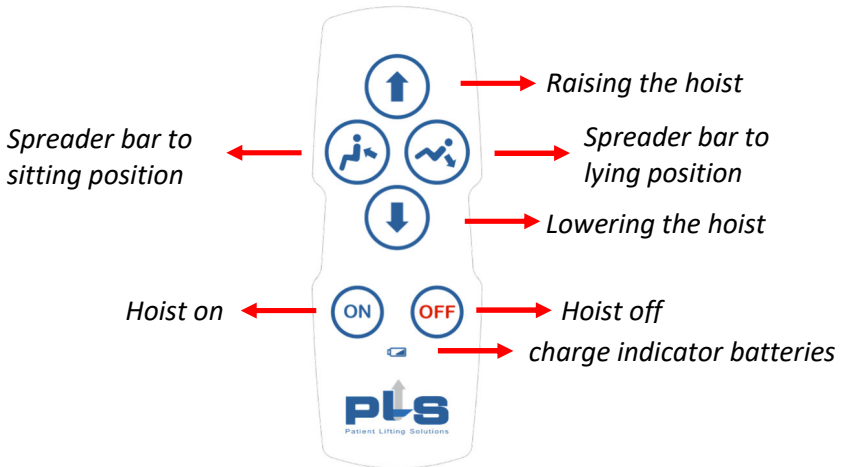 Raising the hoist
Spreader bar to
sitting position
Spreader bar to
lying position
Lowering the hoist
Hoist on
ON
OFF
Hoist off
charge indicator batteries
PLS
Patient Lifting Solutions